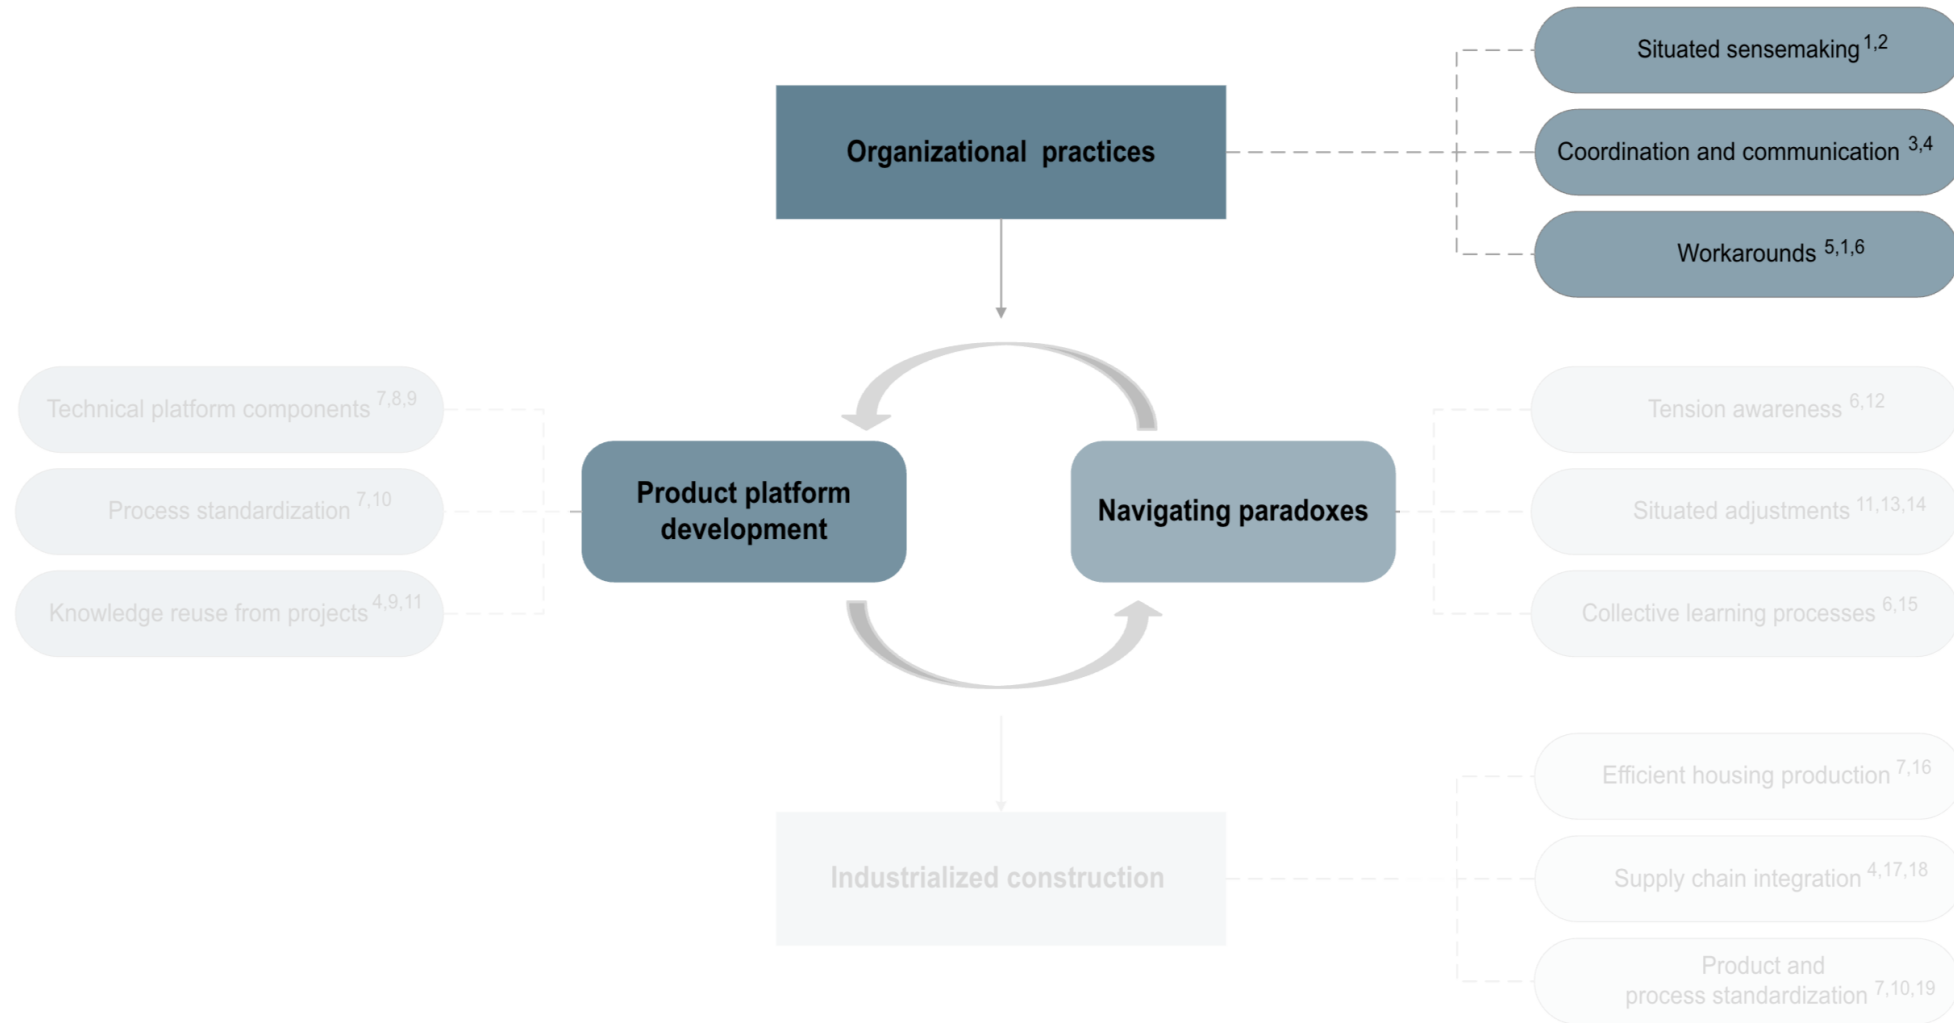 Situated sensemaking 1,2
Organizational practices
Coordination and communication 3,4
Workarounds 5,1,6
Technical platform components 7,8,9
Process standardization 7,10
Knowledge reuse from projects 4,9,11
Product platform
development
Navigating paradoxes
Tension awareness 6,12
Situated adjustments 11,13,14
Collective learning processes 6,15
Industrialized construction
Efficient housing production 7,16
Supply chain integration 4,17,18
Product and
process standardization 7,10,19